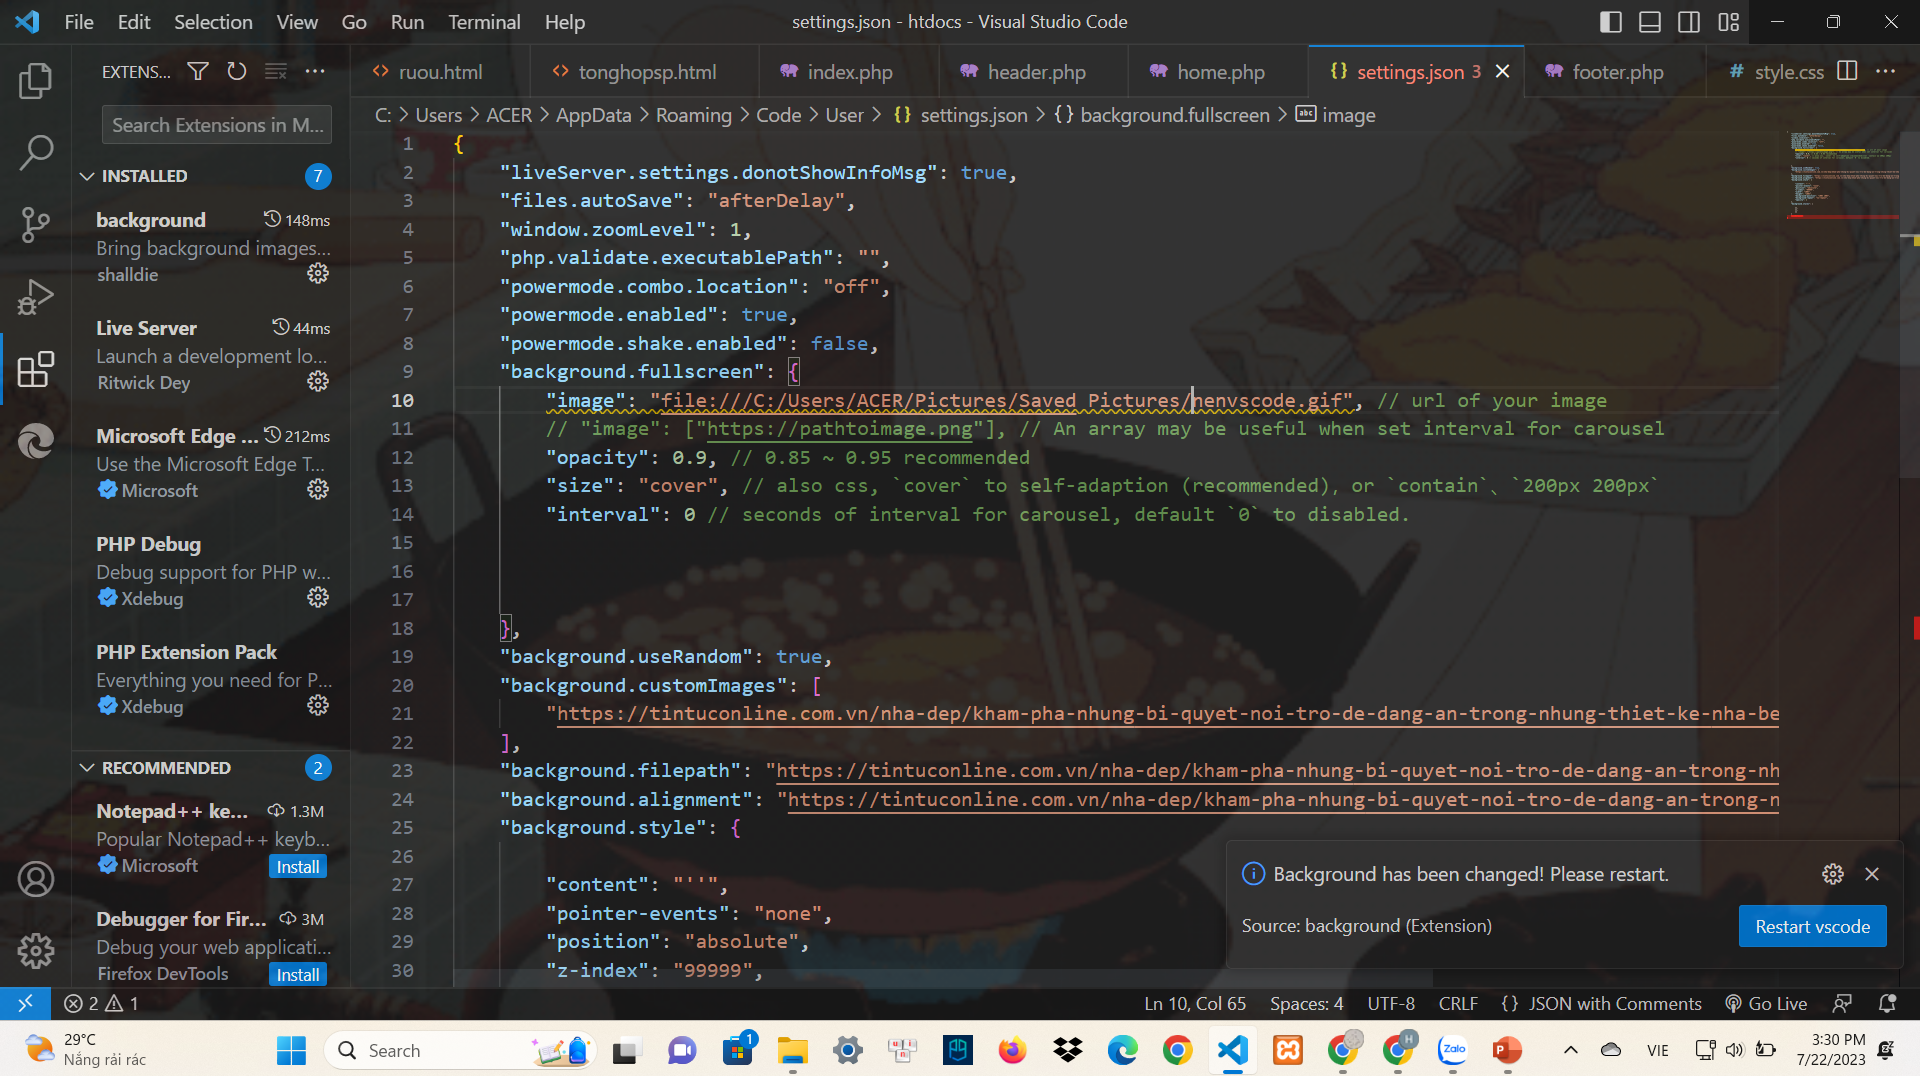 File Edit Selection View Go Run Terminal Help
settings.json - htdocs - Visual Studio Code
EXTENS...
ruou.html
tonghopsp.html
index.php
header.php
home.php
{} settings.json 3
footer.php
# style.css
Search Extensions in M...
C: > Users > ACER > AppData > Roaming > Code > User > {} settings.json > {} background.fullscreen > abc image
INSTALLED 7
background 148ms
Bring background images...
shalldie
Live Server 44ms
Launch a development lo...
Ritwick Dey
Microsoft Edge ... 212ms
Use the Microsoft Edge T...
Microsoft
PHP Debug
Debug support for PHP w...
Xdebug
PHP Extension Pack
Everything you need for P...
Xdebug
RECOMMENDED 2
Notepad++ ke... 1.3M
Popular Notepad++ keyb...
Microsoft Install
Debugger for Fir... 3M
Debug your web applicati...
Firefox DevTools Install
1 {
2 "liveServer.settings.donotShowInfoMsg": true,
3 "files.autoSave": "afterDelay",
4 "window.zoomLevel": 1,
5 "php.validate.executablePath": "",
6 "powermode.combo.location": "off",
7 "powermode.enabled": true,
8 "powermode.shake.enabled": false,
9 "background.fullscreen": {
10 "image": "file:///C:/Users/ACER/Pictures/Saved Pictures/nenvscode.gif", // url of your image
11 // "image": ["https://pathtoimage.png"], // An array may be useful when set interval for carousel
12 "opacity": 0.9, // 0.85 ~ 0.95 recommended
13 "size": "cover", // also css, `cover` to self-adaption (recommended), or `contain`、`200px 200px`
14 "interval": 0 // seconds of interval for carousel, default `0` to disabled.
15
16
17
18 },
19 "background.useRandom": true,
20 "background.customImages": [
21 "https://tintuconline.com.vn/nha-dep/kham-pha-nhung-bi-quyet-noi-tro-de-dang-an-trong-nhung-thiet-ke-nha-be
22 ],
23 "background.filepath": "https://tintuconline.com.vn/nha-dep/kham-pha-nhung-bi-quyet-noi-tro-de-dang-an-trong-nh
24 "background.alignment": "https://tintuconline.com.vn/nha-dep/kham-pha-nhung-bi-quyet-noi-tro-de-dang-an-trong-n
25 "background.style": {
26
27 "content": "''",
28 "pointer-events": "none",
29 "position": "absolute",
30 "z-index": "99999",
Background has been changed! Please restart.
Source: background (Extension)
Restart vscode
2 1
Ln 10, Col 65 Spaces: 4 UTF-8 CRLF {} JSON with Comments Go Live
29°C
Nắng rải rác
Search
1
H
Zalo
VIE
3:30 PM
7/22/2023